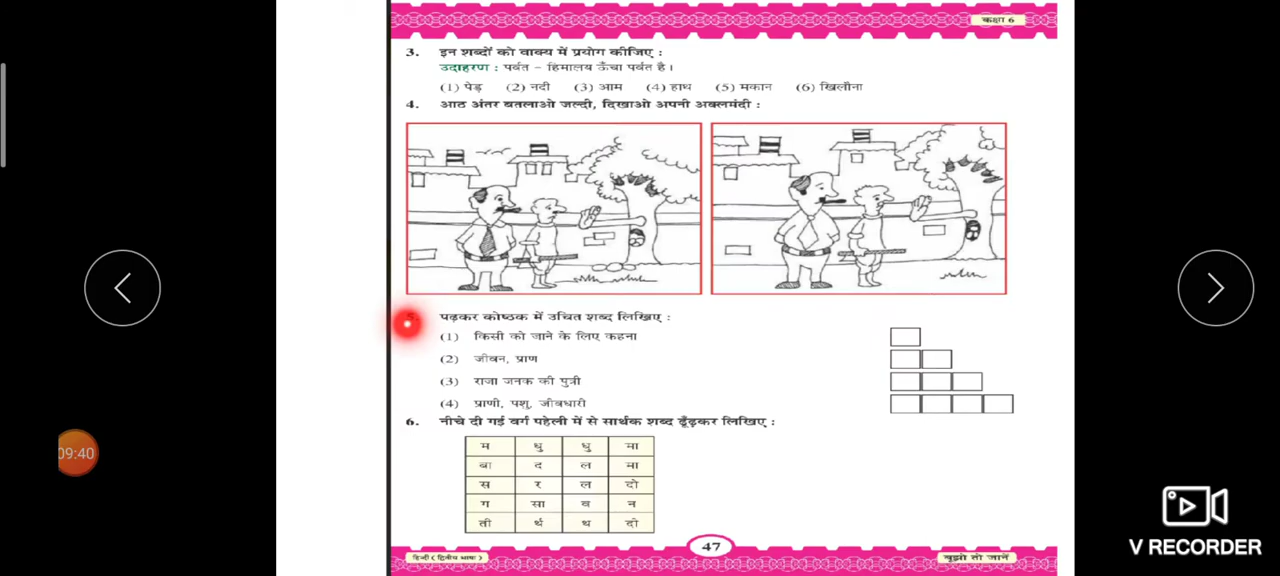 कक्षा 6
3. इन शब्दों को वाक्य में प्रयोग कीजिए :
उदाहरण : पर्वत – हिमालय ऊँचा पर्वत है।
(1) पेड़ (2) नदी (3) आम (4) हाथ (5) मकान (6) खिलौना
4. आठ अंतर बतलाओ जल्दी, दिखाओ अपनी अक्लमंदी :
5. पढ़कर कोष्ठक में उचित शब्द लिखिए :
(1) किसी को जाने के लिए कहना
(2) जीवन, प्राण
(3) राजा जनक की पुत्री
(4) प्राणी, पशु, जीवधारी
6. नीचे दी गई वर्ग पहेली में से सार्थक शब्द ढूँढ़कर लिखिए :
म धु धु मा
बा द ल मा
स र ल दो
ग सा व न
ती र्थ थ दो
हिन्दी (द्वितीय भाषा) 47 बूझो तो जानें
09:40
V RECORDER